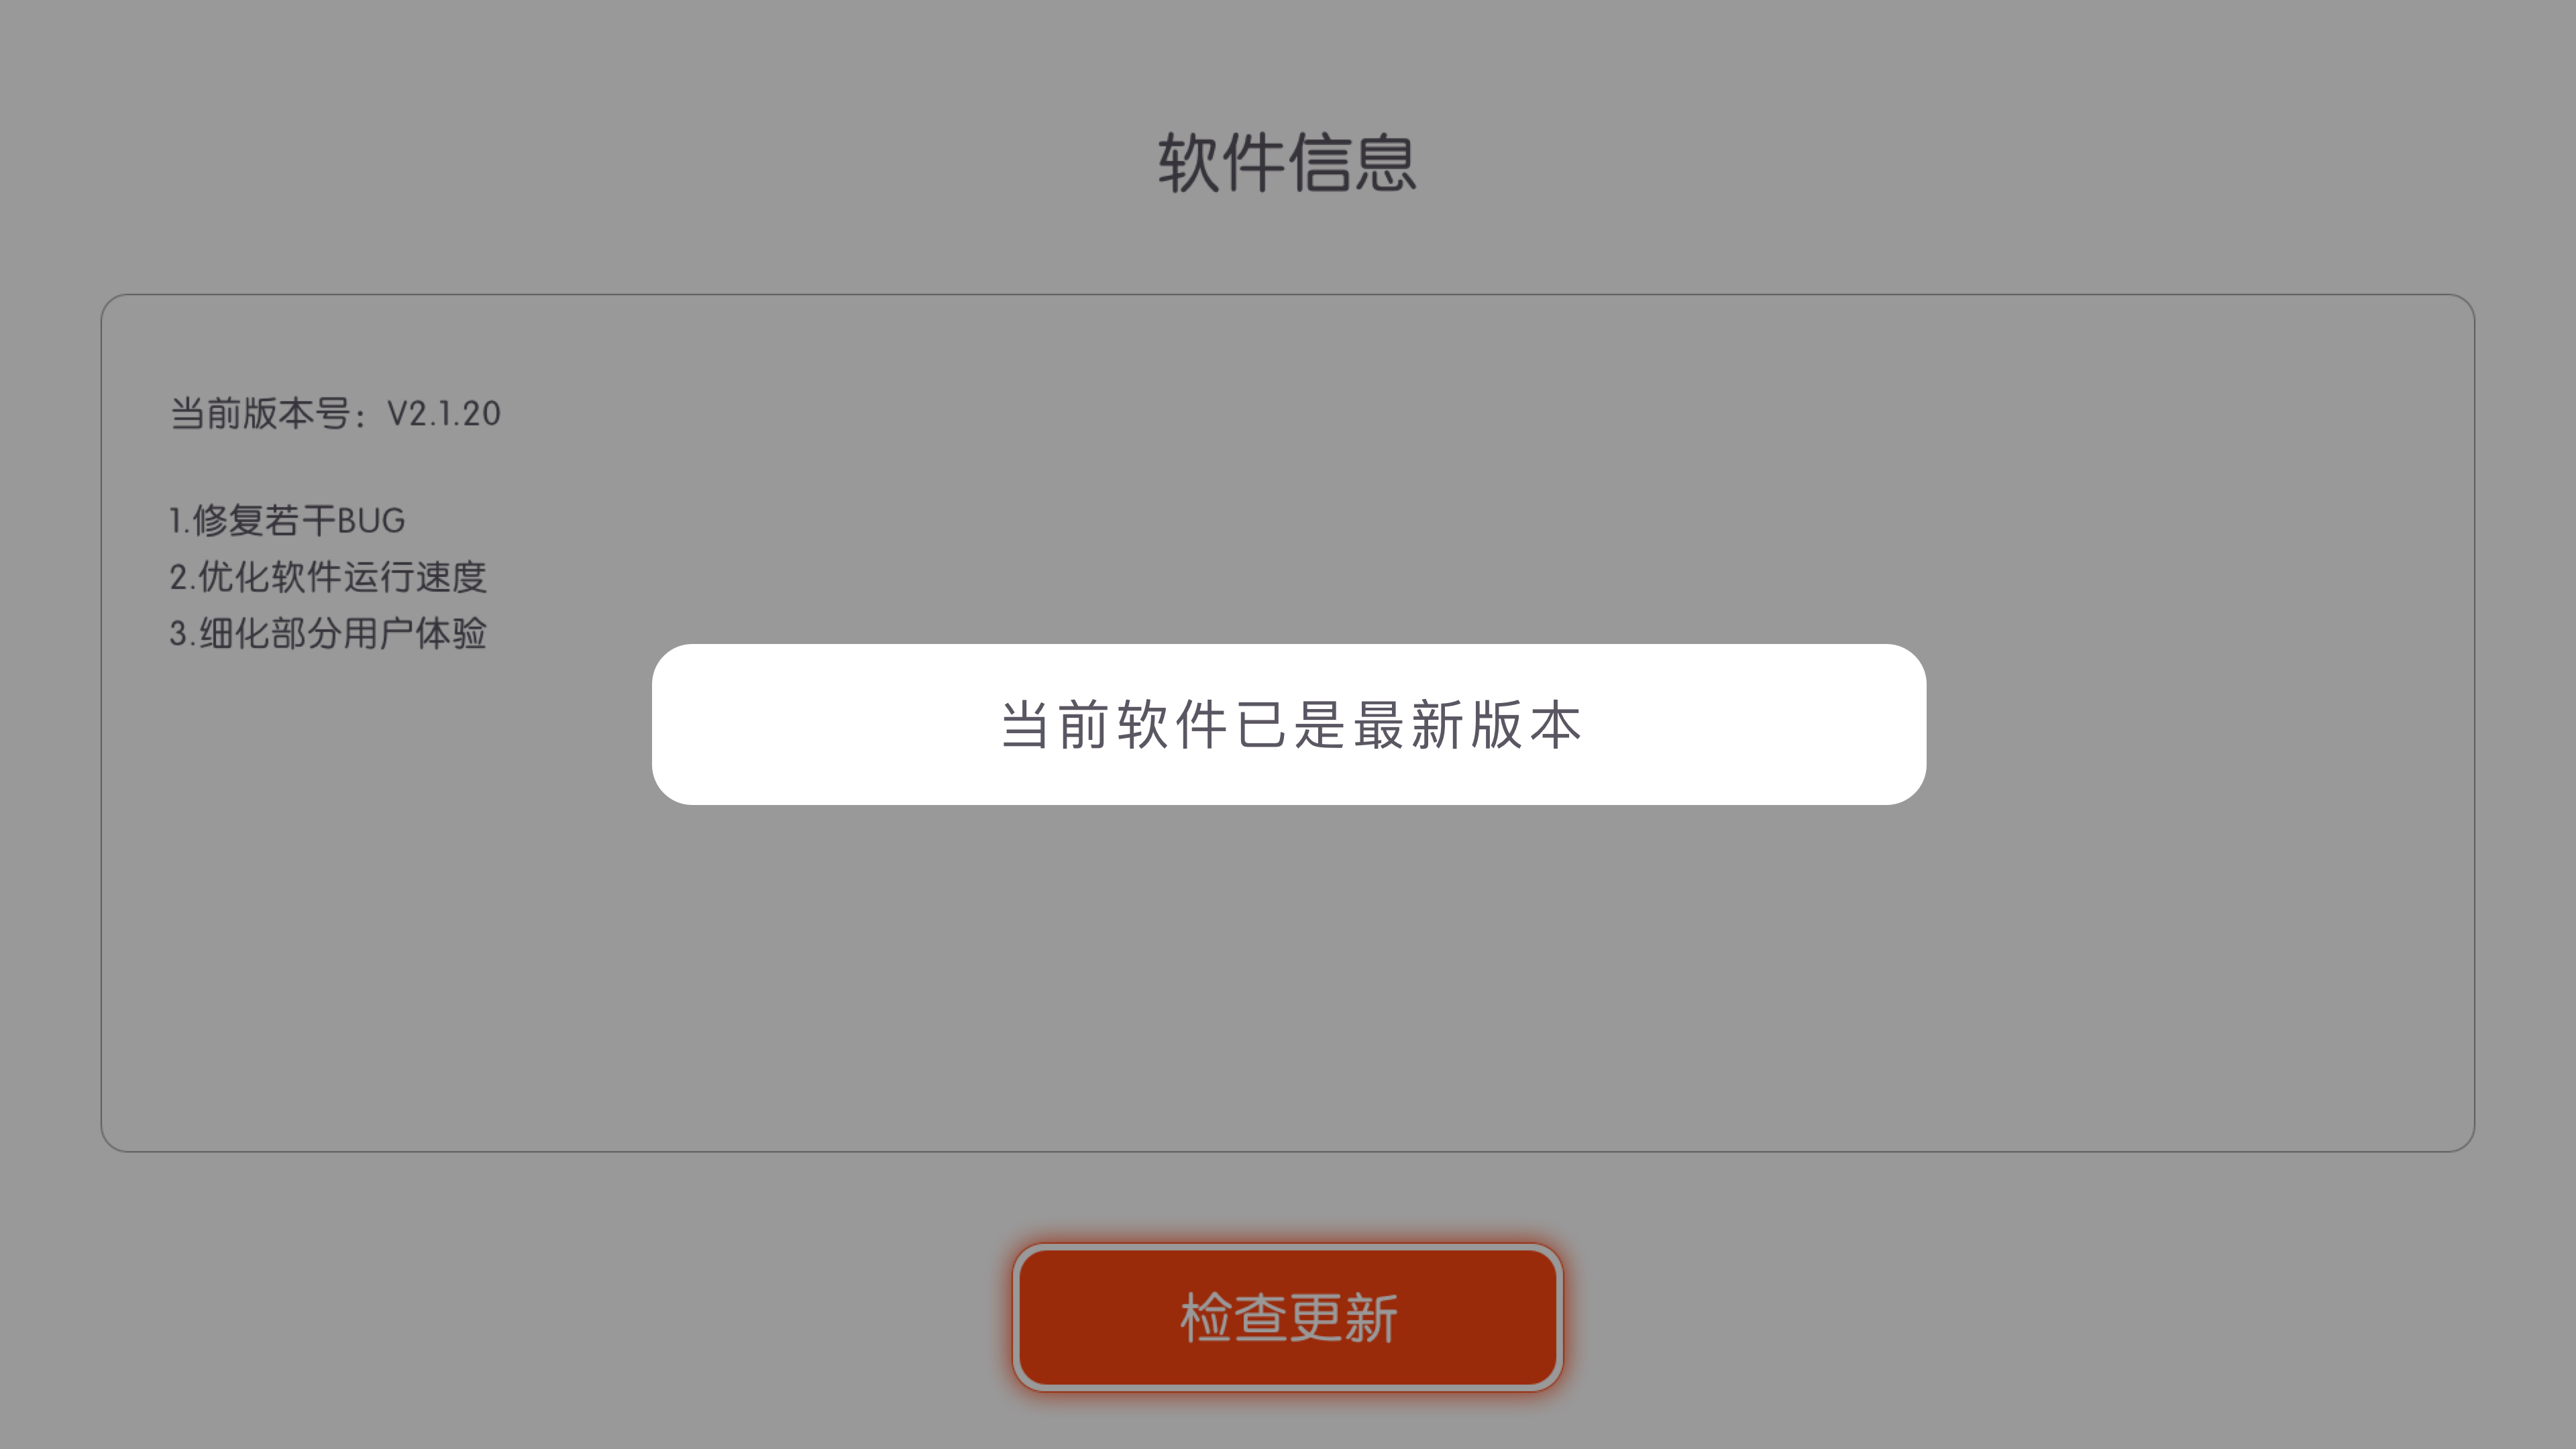 软件信息
当前版本号：V2.1.20
1.修复若干BUG
2.优化软件运行速度
3.细化部分用户体验
当前软件已是最新版本
检查更新